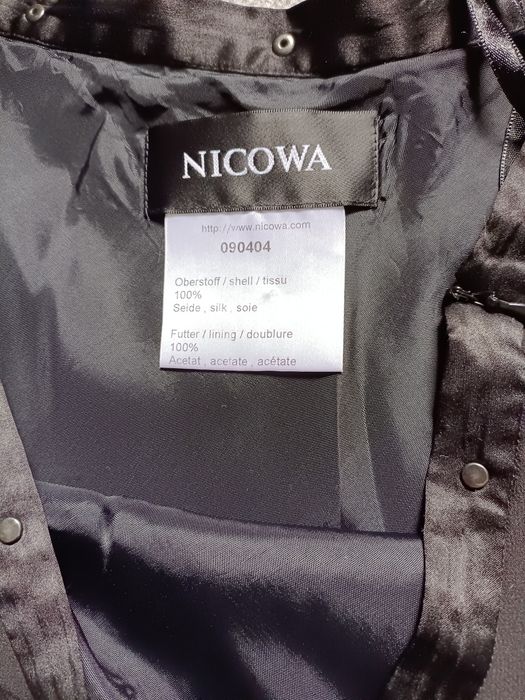 NICOWA
http://www.nicowa.com
090404
Oberstoff / shell / tissu
100%
Seide , silk , soie
Futter / lining / doublure
100%
Acetat , acetate , acétate